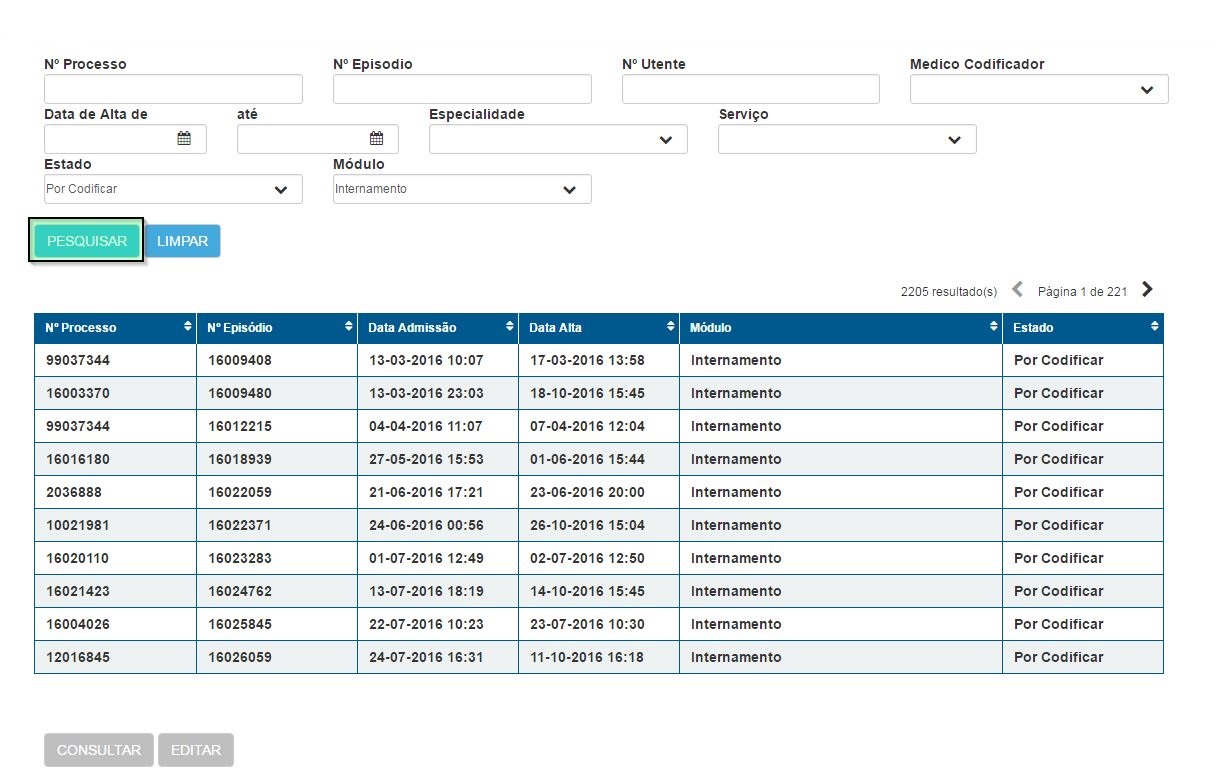 Nº Processo Nº Episodio Nº Utente Medico Codificador
Data de Alta de até Especialidade Serviço
Estado Módulo
Por Codificar Internamento
PESQUISAR LIMPAR
2205 resultado(s) Página 1 de 221
Nº Processo Nº Episódio Data Admissão Data Alta Módulo Estado
99037344 16009408 13-03-2016 10:07 17-03-2016 13:58 Internamento Por Codificar
16003370 16009480 13-03-2016 23:03 18-10-2016 15:45 Internamento Por Codificar
99037344 16012215 04-04-2016 11:07 07-04-2016 12:04 Internamento Por Codificar
16016180 16018939 27-05-2016 15:53 01-06-2016 15:44 Internamento Por Codificar
2036888 16022059 21-06-2016 17:21 23-06-2016 20:00 Internamento Por Codificar
10021981 16022371 24-06-2016 00:56 26-10-2016 15:04 Internamento Por Codificar
16020110 16023283 01-07-2016 12:49 02-07-2016 12:50 Internamento Por Codificar
16021423 16024762 13-07-2016 18:19 14-10-2016 15:45 Internamento Por Codificar
16004026 16025845 22-07-2016 10:23 23-07-2016 10:30 Internamento Por Codificar
12016845 16026059 24-07-2016 16:31 11-10-2016 16:18 Internamento Por Codificar
CONSULTAR EDITAR